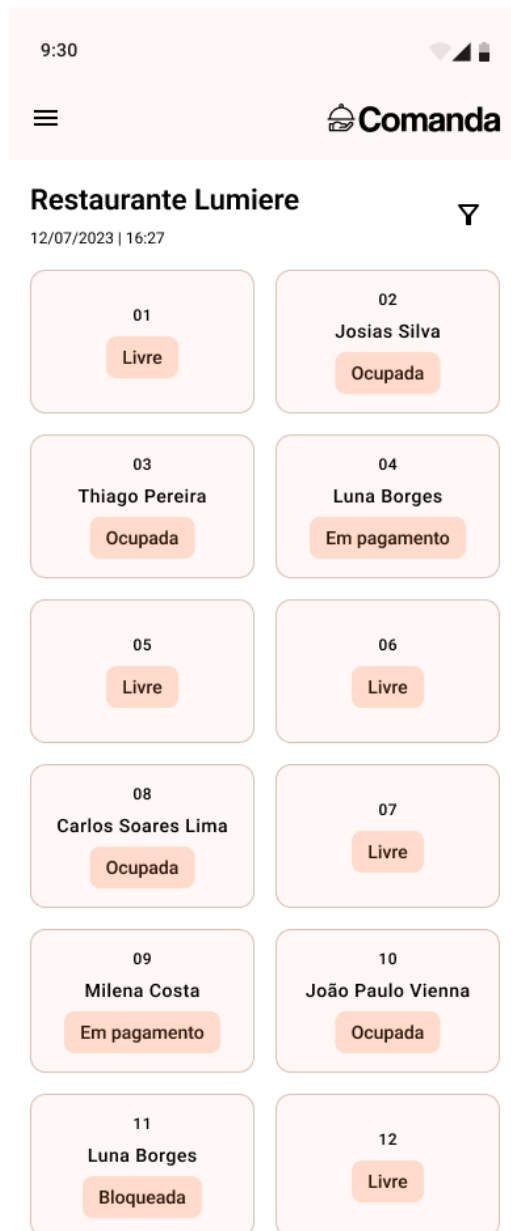 9:30
Comanda
Restaurante Lumiere
12/07/2023 | 16:27
01
Livre
02
Josias Silva
Ocupada
03
Thiago Pereira
Ocupada
04
Luna Borges
Em pagamento
05
Livre
06
Livre
08
Carlos Soares Lima
Ocupada
07
Livre
09
Milena Costa
Em pagamento
10
João Paulo Vienna
Ocupada
11
Luna Borges
Bloqueada
12
Livre